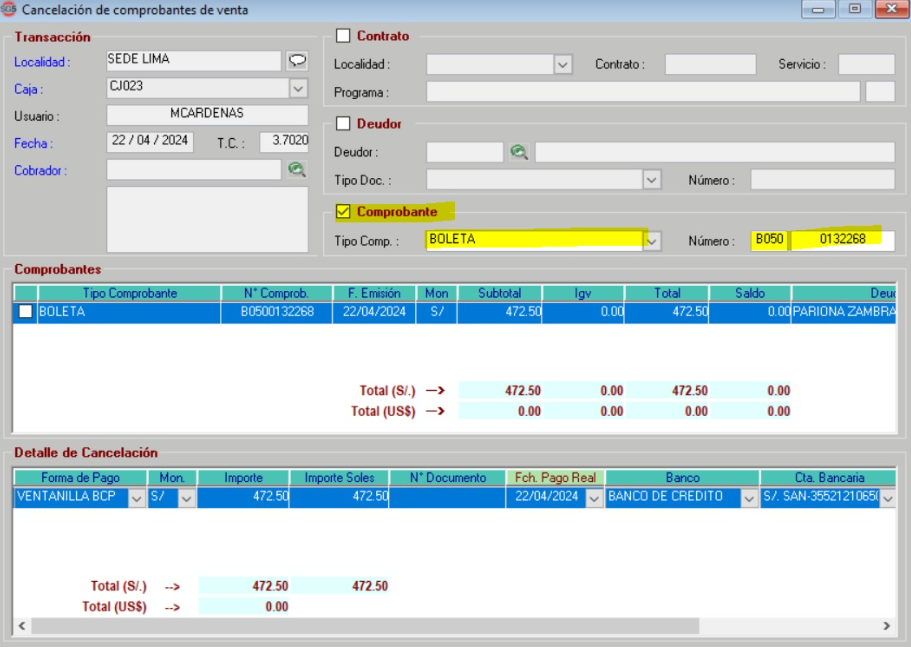 SGS Cancelación de comprobantes de venta
Transacción
Localidad : SEDE LIMA
Caja : CJ023
Usuario : MCARDENAS
Fecha : 22 / 04 / 2024 T.C. : 3.7020
Cobrador :
Contrato
Localidad : Contrato : Servicio :
Programa :
Deudor
Deudor :
Tipo Doc. : Número :
Comprobante
Tipo Comp. : BOLETA Número : B050 0132268
Comprobantes
Tipo Comprobante N° Comprob. F. Emisión Mon Subtotal Igv Total Saldo Deud
BOLETA B0500132268 22/04/2024 S/ 472.50 0.00 472.50 0.00 PARIONA ZAMBRA
Total (S/.) --> 472.50 0.00 472.50 0.00
Total (US$) --> 0.00 0.00 0.00 0.00
Detalle de Cancelación
Forma de Pago Mon. Importe Importe Soles N° Documento Fch. Pago Real Banco Cta. Bancaria
VENTANILLA BCP S/ 472.50 472.50 22/04/2024 BANCO DE CREDITO S/. SAN-3552121065(
Total (S/.) --> 472.50 472.50
Total (US$) --> 0.00